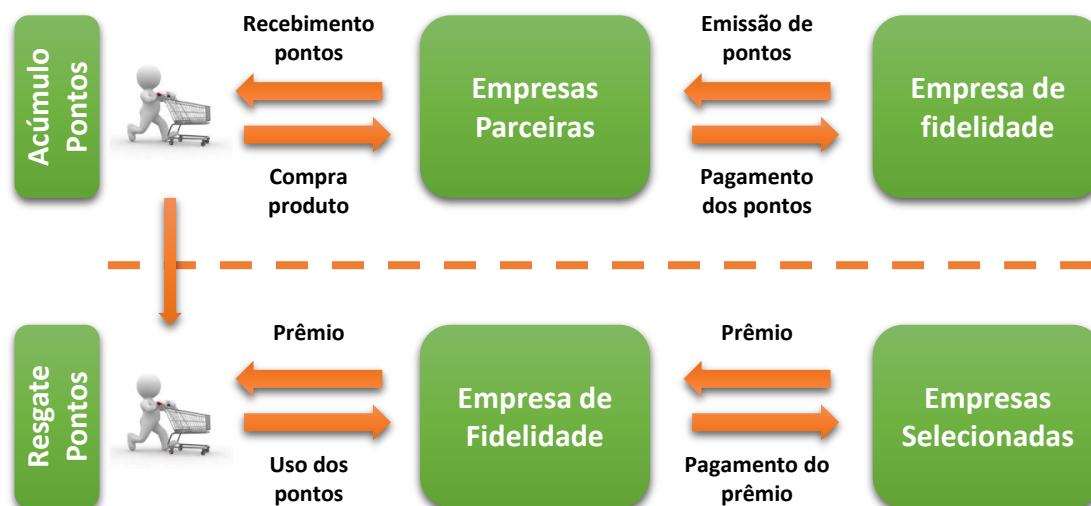 Acúmulo
Pontos
Recebimento
pontos
Compra
produto
Empresas
Parceiras
Emissão de
pontos
Pagamento
dos pontos
Empresa de
fidelidade
Resgate
Pontos
Prêmio
Uso dos
pontos
Empresa de
Fidelidade
Prêmio
Pagamento do
prêmio
Empresas
Selecionadas